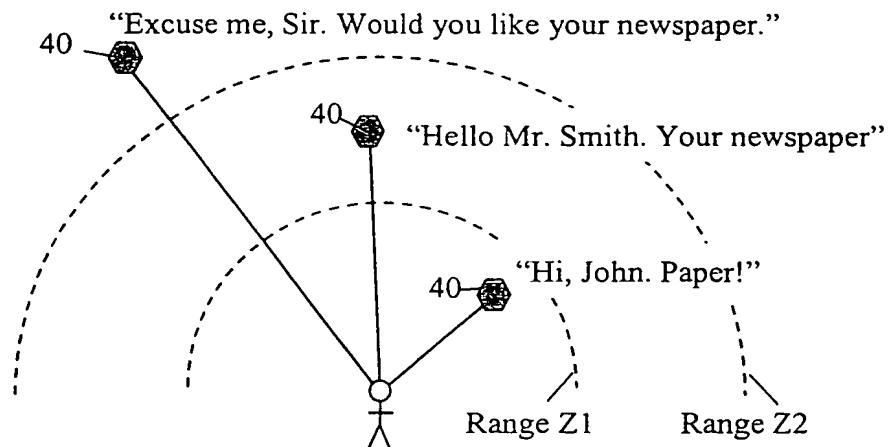 “Excuse me, Sir. Would you like your newspaper.”
40
40
“Hello Mr. Smith. Your newspaper”
“Hi, John. Paper!”
40
Range Z1
Range Z2